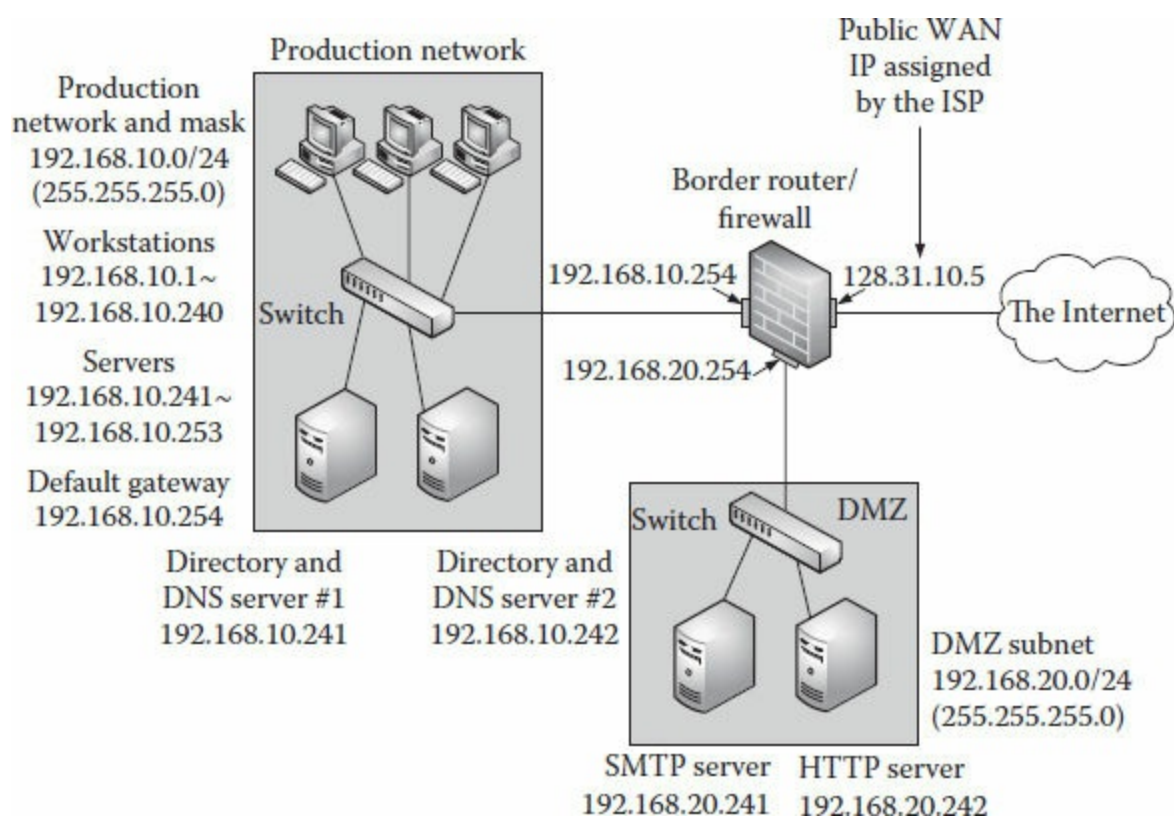 Production network
Production
network and mask
192.168.10.0/24
(255.255.255.0)
Workstations
192.168.10.1~
192.168.10.240
Servers
192.168.10.241~
192.168.10.253
Default gateway
192.168.10.254
Switch
Directory and
DNS server #1
192.168.10.241
Directory and
DNS server #2
192.168.10.242
Public WAN
IP assigned
by the ISP
Border router/
firewall
192.168.10.254
128.31.10.5
The Internet
192.168.20.254
Switch
DMZ
DMZ subnet
192.168.20.0/24
(255.255.255.0)
SMTP server
192.168.20.241
HTTP server
192.168.20.242